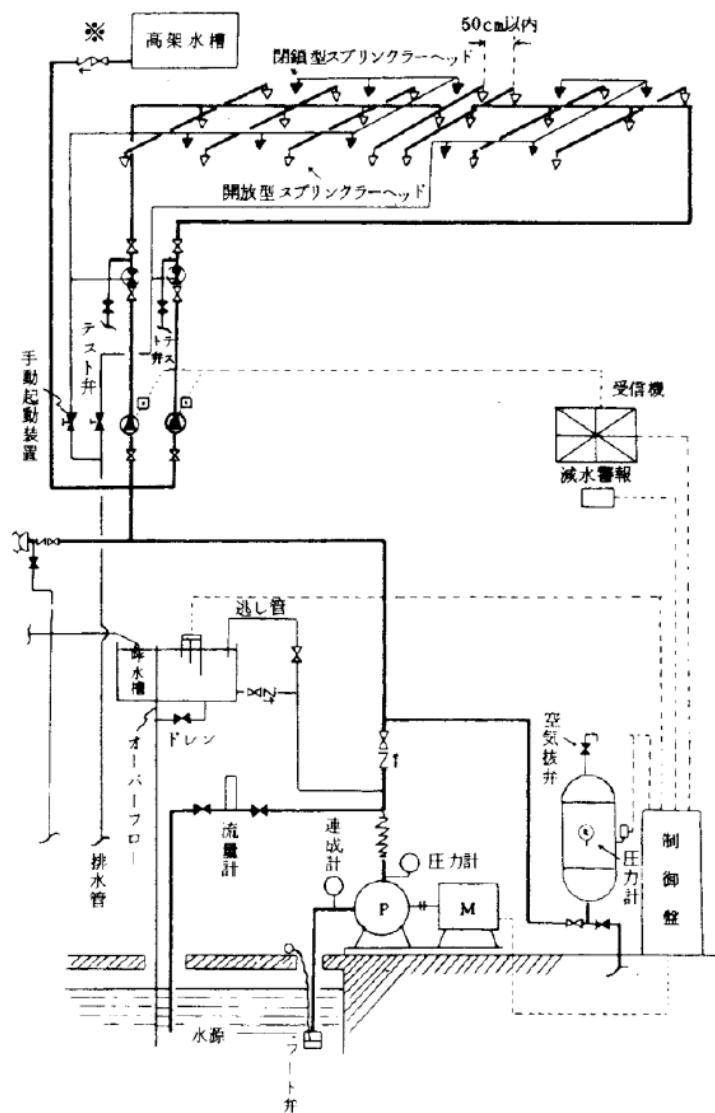 ※
高架水槽
50cm以内
閉鎖型スプリンクラーヘッド
開放型スプリンクラーヘッド
テスト弁
テスト弁
手動起動装置
受信機
減水警報
逃し管
呼水槽
ドレン
オーバーフロー
排水管
流量計
連成計
圧力計
空気抜弁
圧力計
制御盤
P
M
水源
フート弁